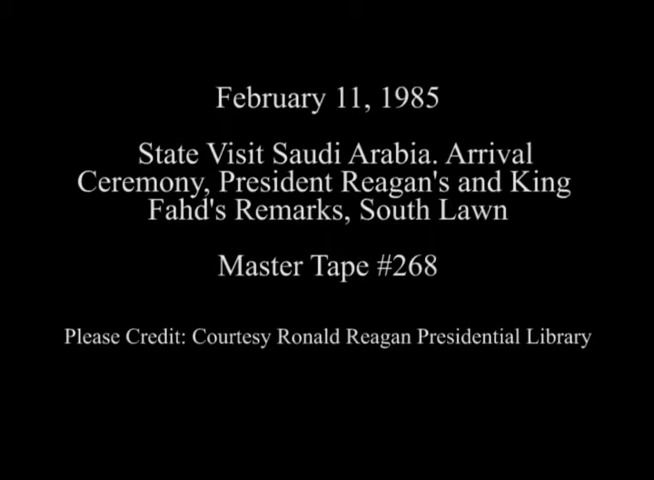 February 11, 1985
State Visit Saudi Arabia. Arrival
Ceremony, President Reagan's and King
Fahd's Remarks, South Lawn
Master Tape #268
Please Credit: Courtesy Ronald Reagan Presidential Library